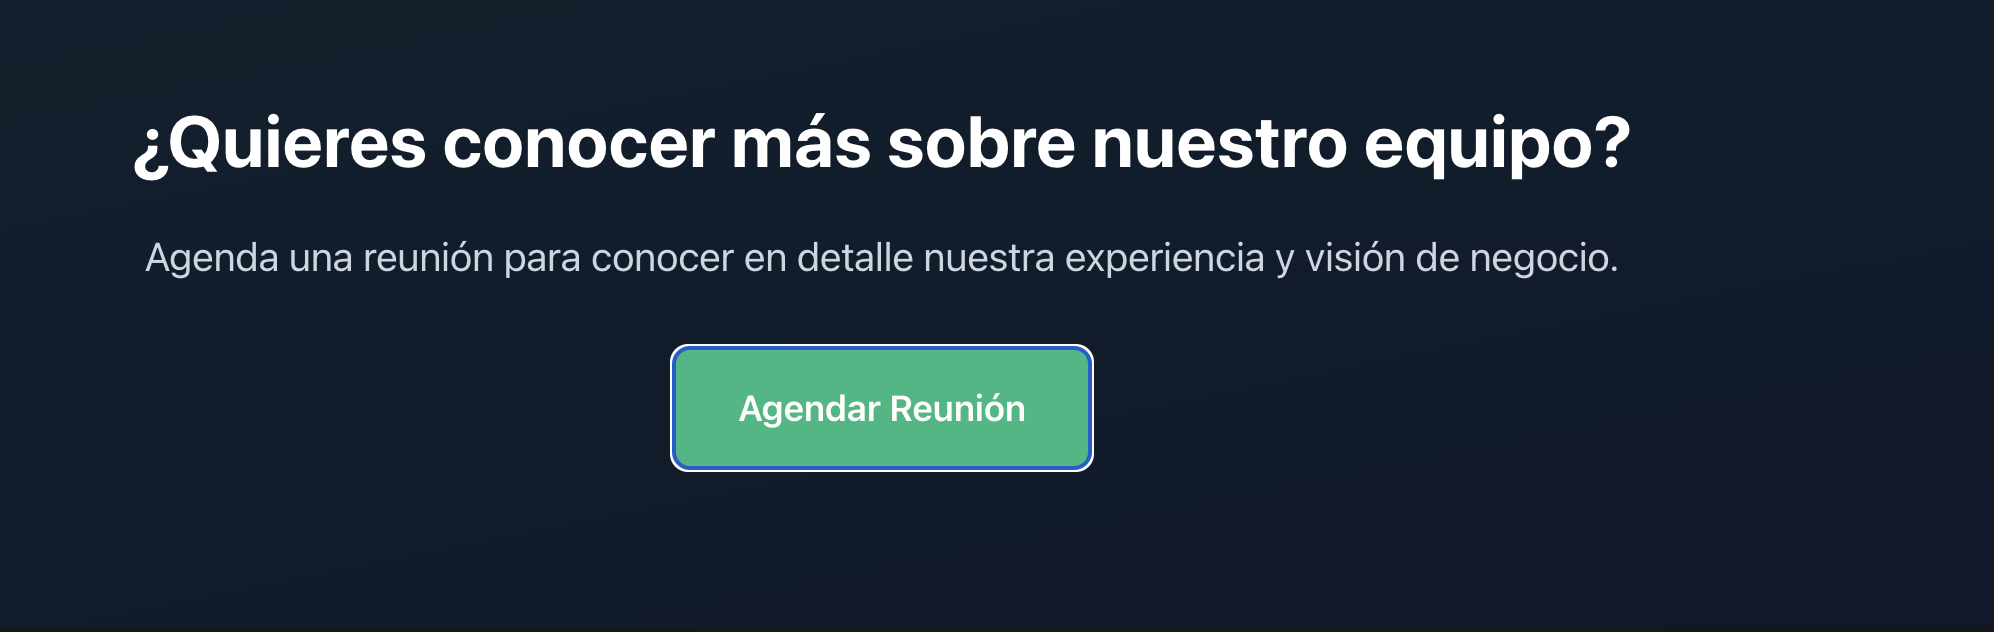 ¿Quieres conocer más sobre nuestro equipo?
Agenda una reunión para conocer en detalle nuestra experiencia y visión de negocio.
Agendar Reunión